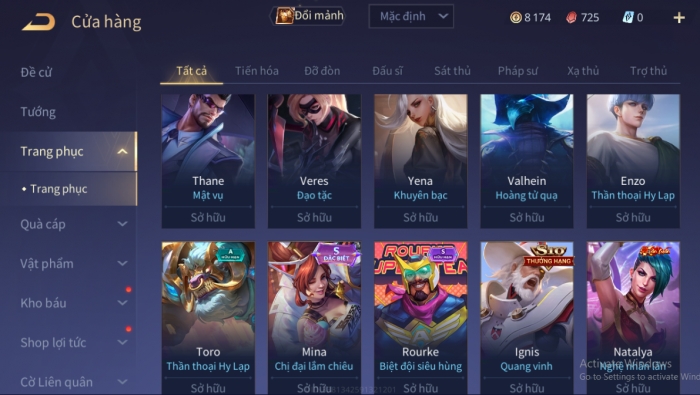 Cửa hàng
Đổi mảnh
Mặc định
8 174
725
0
Đề cử
Tướng
Trang phục
Trang phục
Quà cáp
Vật phẩm
Kho báu
Shop lợi tức
Cờ Liên quân
Tất cả Tiến hóa Đỡ đòn Đấu sĩ Sát thủ Pháp sư Xạ thủ Trợ thủ
Thane Veres Yena Valhein Enzo
Mật vụ Đạo tặc Khuyên bạc Hoàng tử quạ Thần thoại Hy Lạp
Sở hữu Sở hữu Sở hữu Sở hữu Sở hữu
A
S
ĐẶC BIỆT
ROURKE
S
S10
THƯỞNG HẠNG
Toro Mina Rourke Ignis Natalya
Thần thoại Hy Lạp Chị đại lắm chiêu Biệt đội siêu hùng Quang vinh Nghệ nhân lân
Sở hữu Sở hữu Sở hữu Sở hữu Sở hữu
Activate Windows
Go to Settings to activate Wind